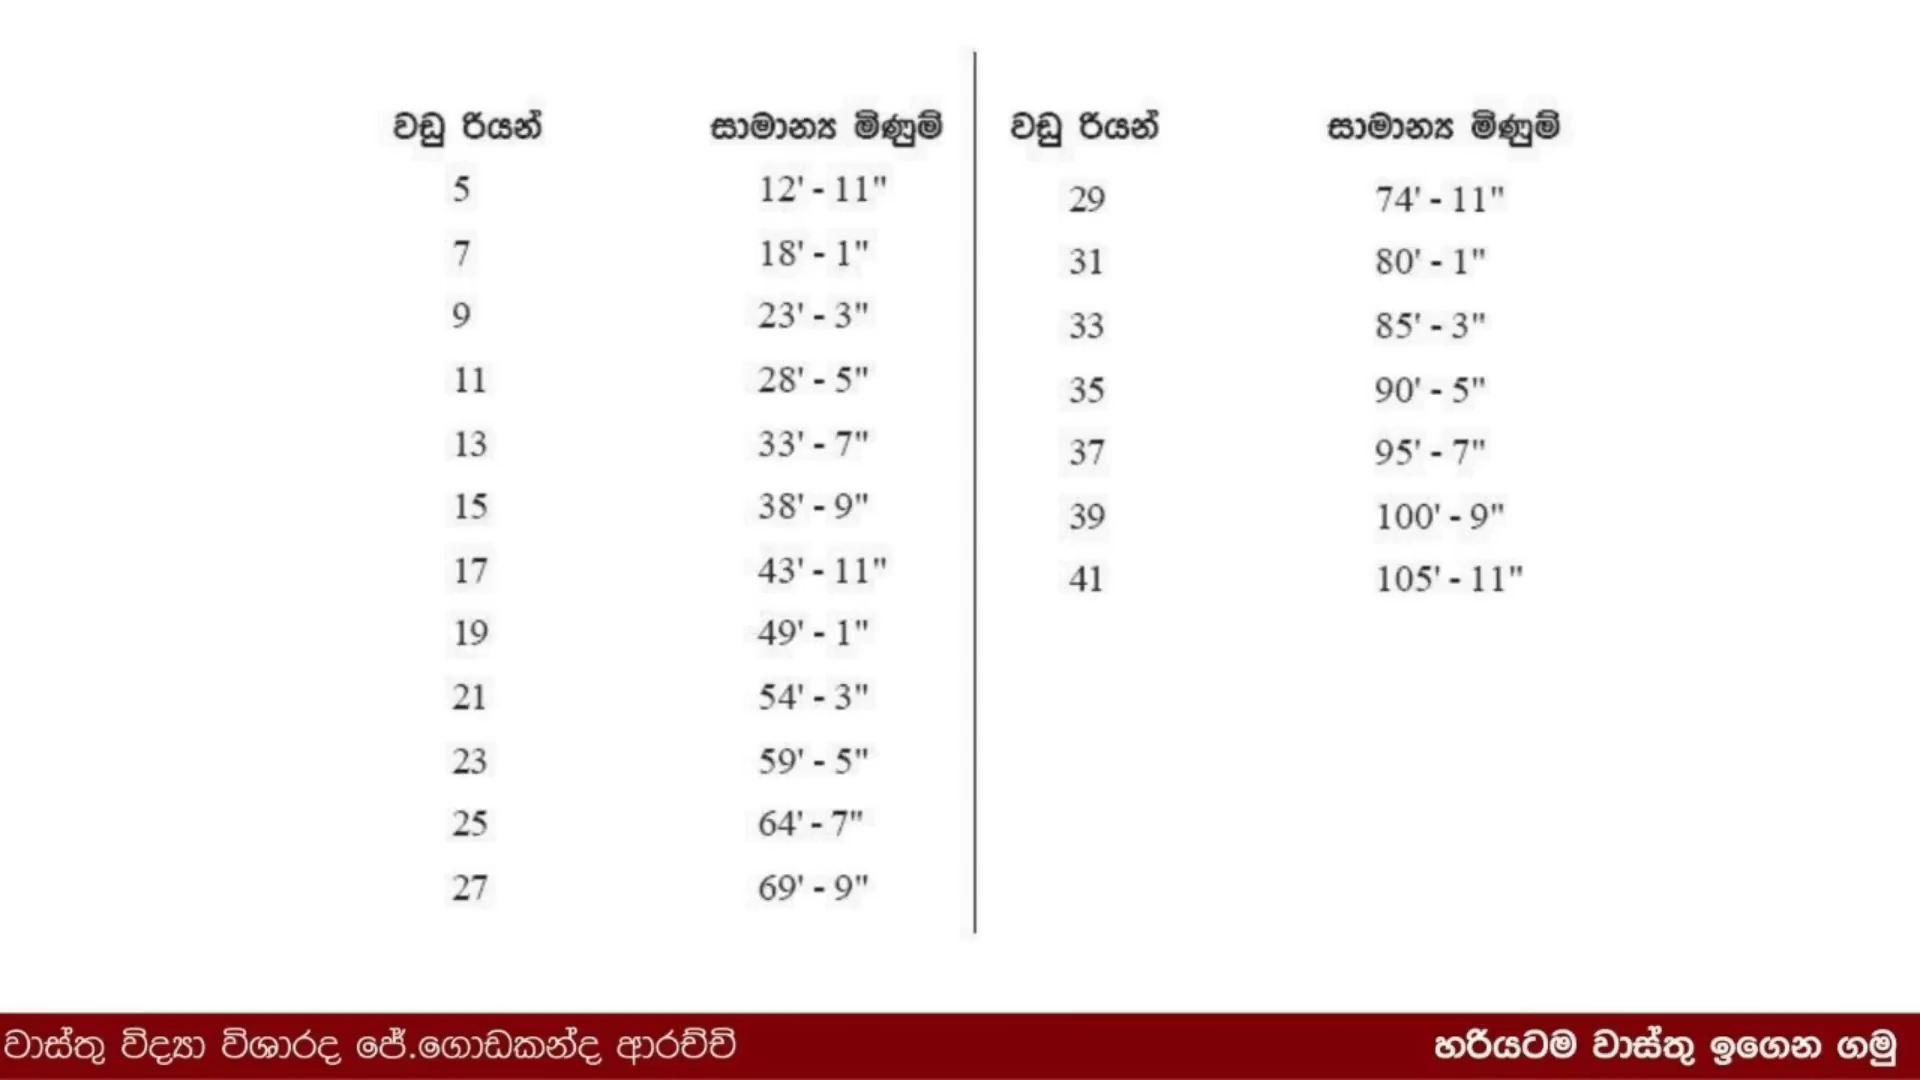 වඩු රියන් සාමාන්‍ය මිණුම්
5 12' - 11"
7 18' - 1"
9 23' - 3"
11 28' - 5"
13 33' - 7"
15 38' - 9"
17 43' - 11"
19 49' - 1"
21 54' - 3"
23 59' - 5"
25 64' - 7"
27 69' - 9"
වඩු රියන් සාමාන්‍ය මිණුම්
29 74' - 11"
31 80' - 1"
33 85' - 3"
35 90' - 5"
37 95' - 7"
39 100' - 9"
41 105' - 11"
වාස්තු විද්‍යා විශාරද ජේ.ගොඩකන්ද ආරච්චි
හරියටම වාස්තු ඉගෙන ගමු